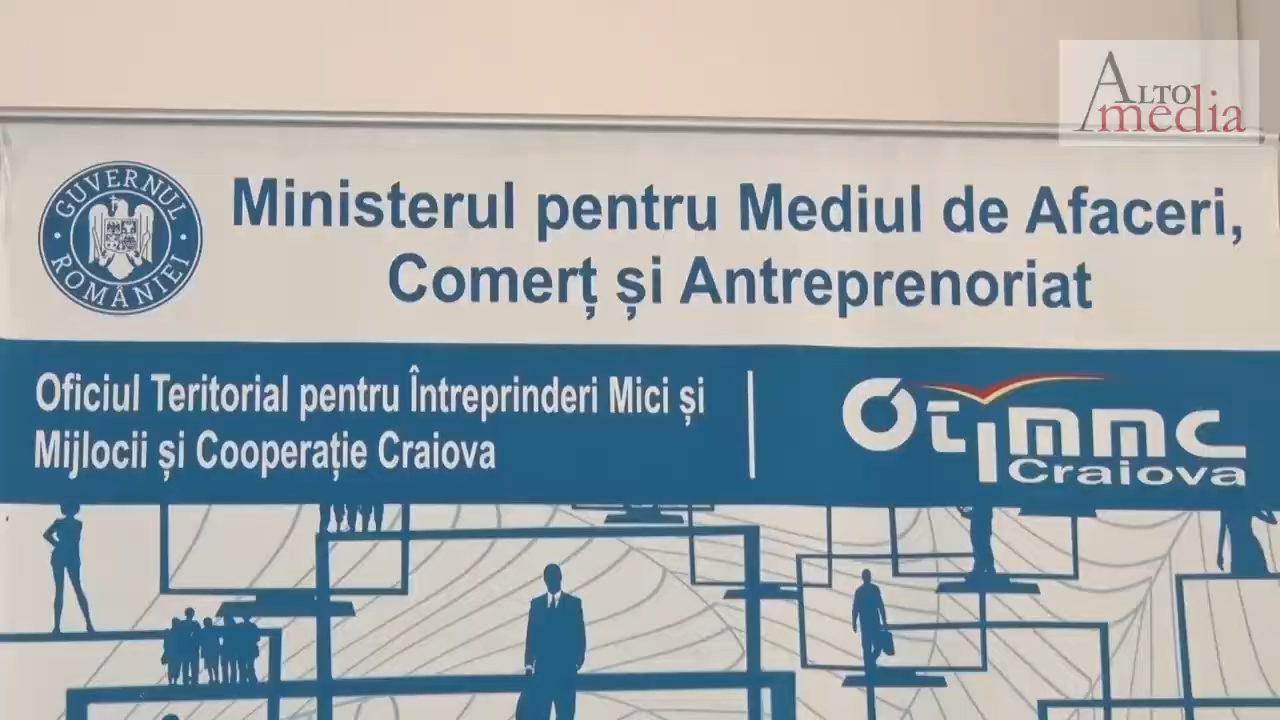 ALTO
media
GUVERNUL
ROMÂNIEI
Ministerul pentru Mediul de Afaceri,
Comerț și Antreprenoriat
Oficiul Teritorial pentru Întreprinderi Mici și
Mijlocii și Cooperație Craiova
OTIMMC
Craiova